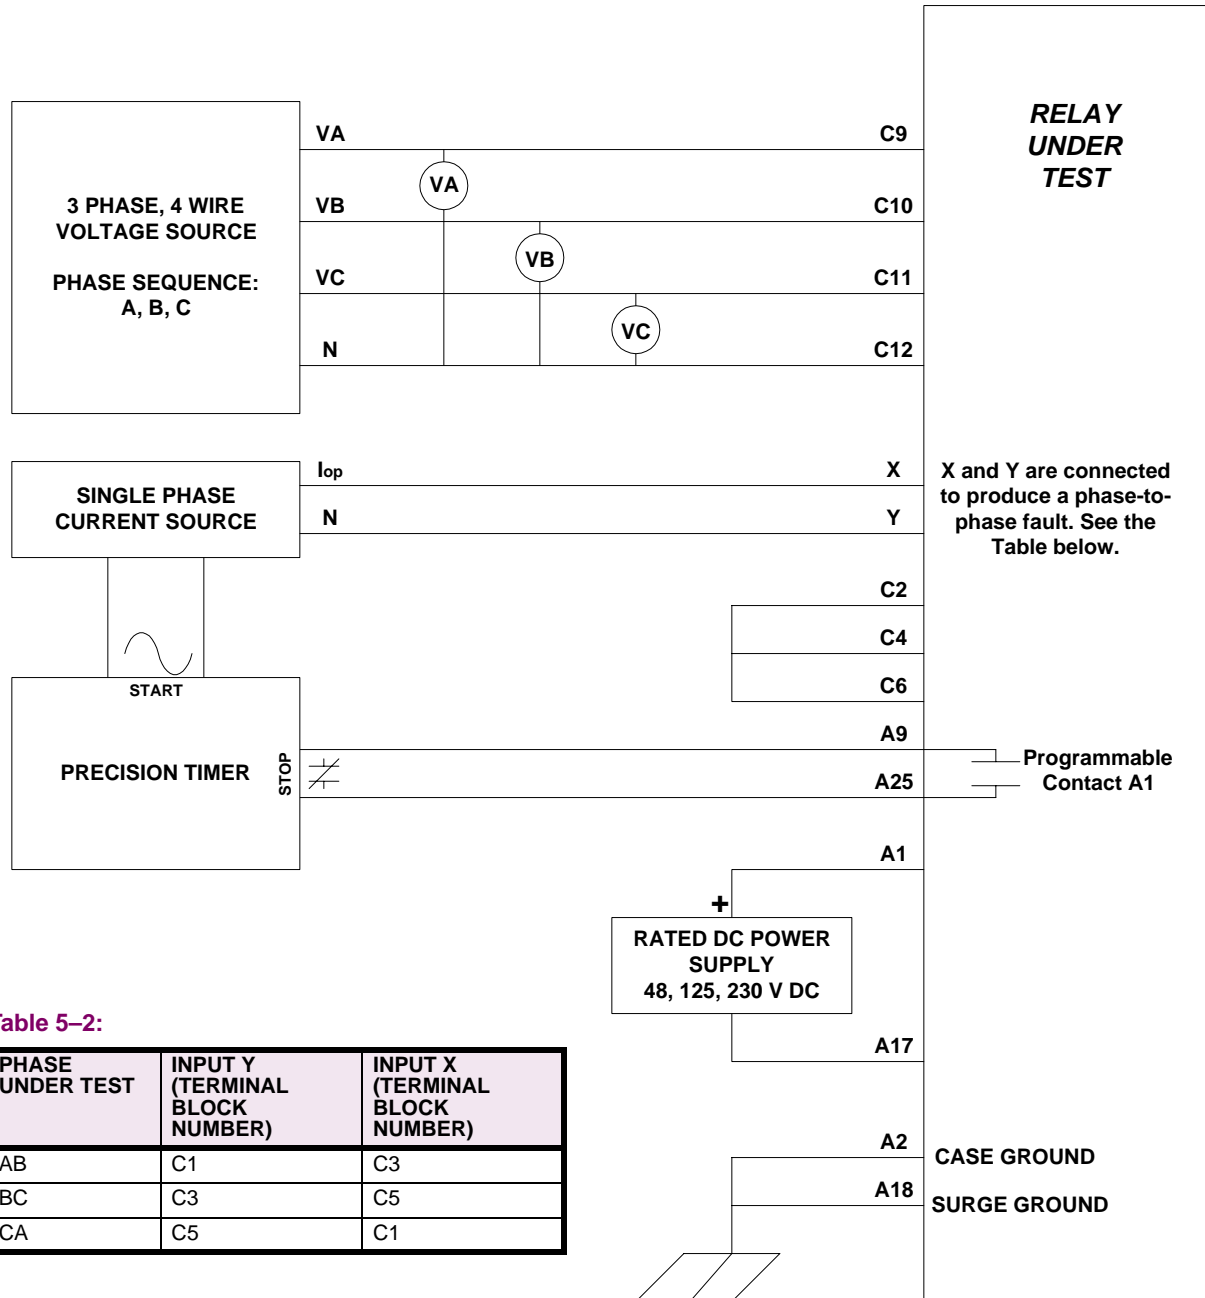 RELAY
UNDER
TEST
3 PHASE, 4 WIRE
VOLTAGE SOURCE
PHASE SEQUENCE:
A, B, C
VA
C9
VA
VB
C10
VB
VC
C11
VC
N
C12
SINGLE PHASE
CURRENT SOURCE
Iop
X
N
Y
X and Y are connected
to produce a phase-to-
phase fault. See the
Table below.
C2
C4
C6
START
PRECISION TIMER
STOP
A9
A25
Programmable
Contact A1
A1
+
RATED DC POWER
SUPPLY
48, 125, 230 V DC
A17
A2
CASE GROUND
A18
SURGE GROUND
Table 5–2:
PHASE
UNDER TEST
INPUT Y
(TERMINAL
BLOCK
NUMBER)
INPUT X
(TERMINAL
BLOCK
NUMBER)
AB
C1
C3
BC
C3
C5
CA
C5
C1